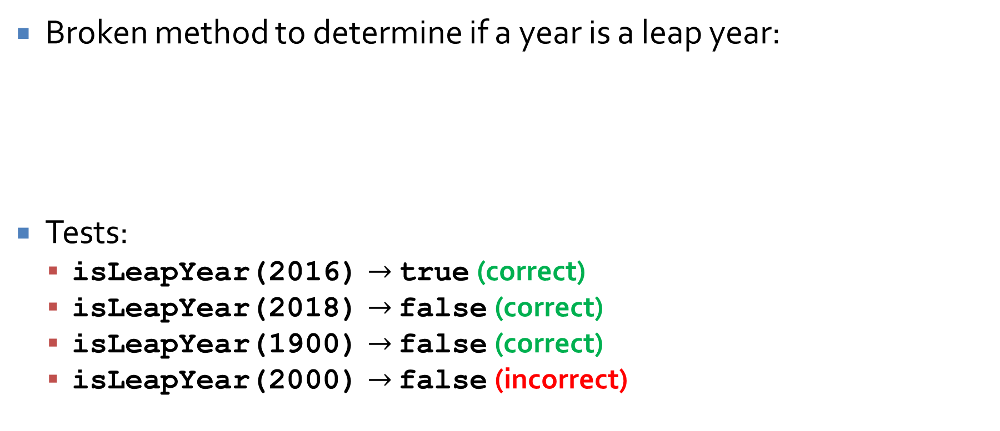 ▪ Broken method to determine if a year is a leap year:
▪ Tests:
▪ isLeapYear(2016) → true (correct)
▪ isLeapYear(2018) → false (correct)
▪ isLeapYear(1900) → false (correct)
▪ isLeapYear(2000) → false (incorrect)